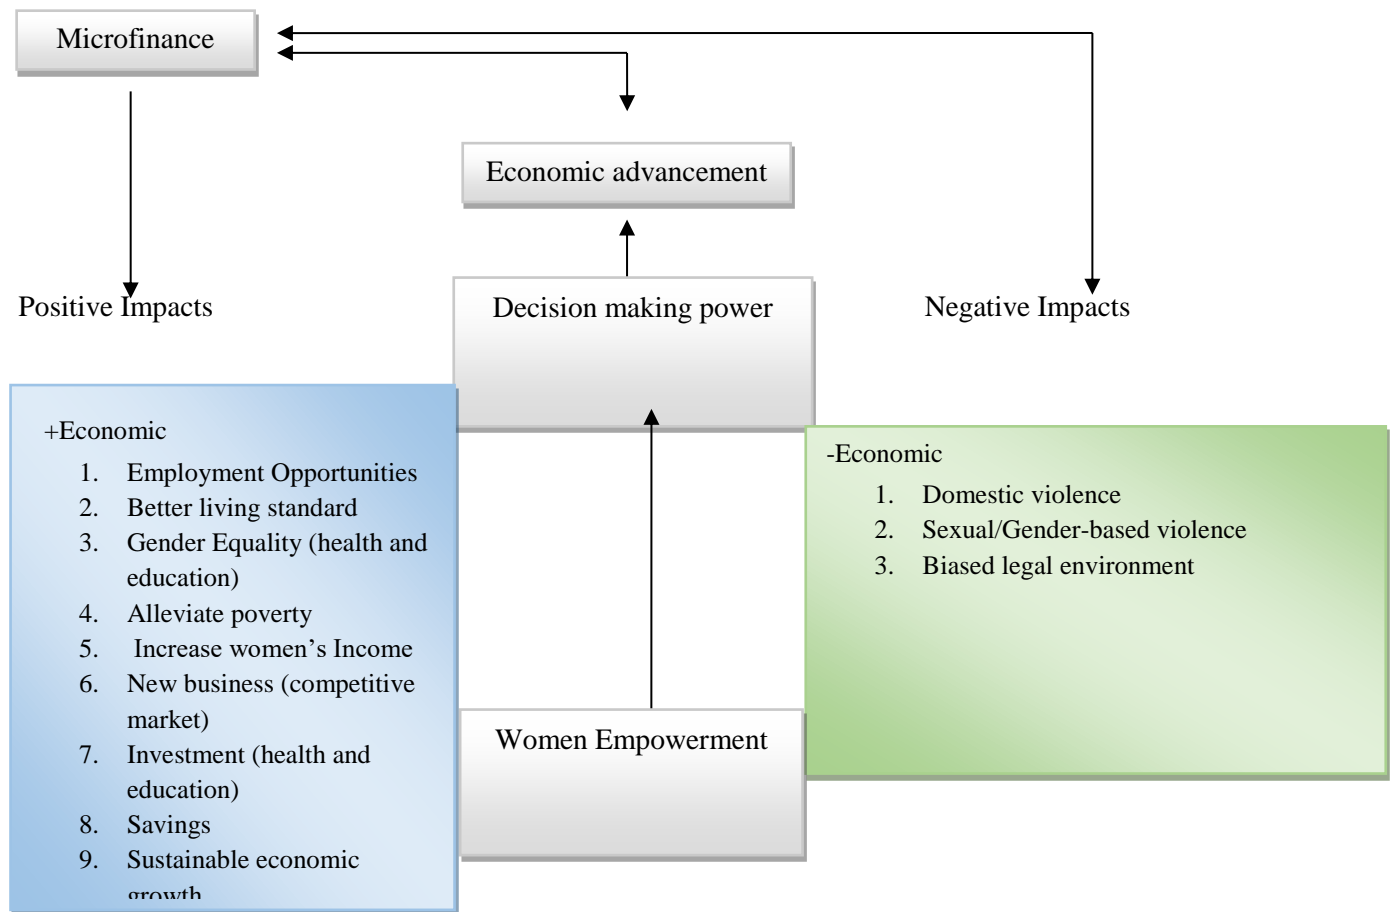 Microfinance
Economic advancement
Positive Impacts
Decision making power
Negative Impacts
+Economic
1. Employment Opportunities
2. Better living standard
3. Gender Equality (health and
education)
4. Alleviate poverty
5. Increase women’s Income
6. New business (competitive
market)
7. Investment (health and
education)
8. Savings
9. Sustainable economic
growth
-Economic
1. Domestic violence
2. Sexual/Gender-based violence
3. Biased legal environment
Women Empowerment